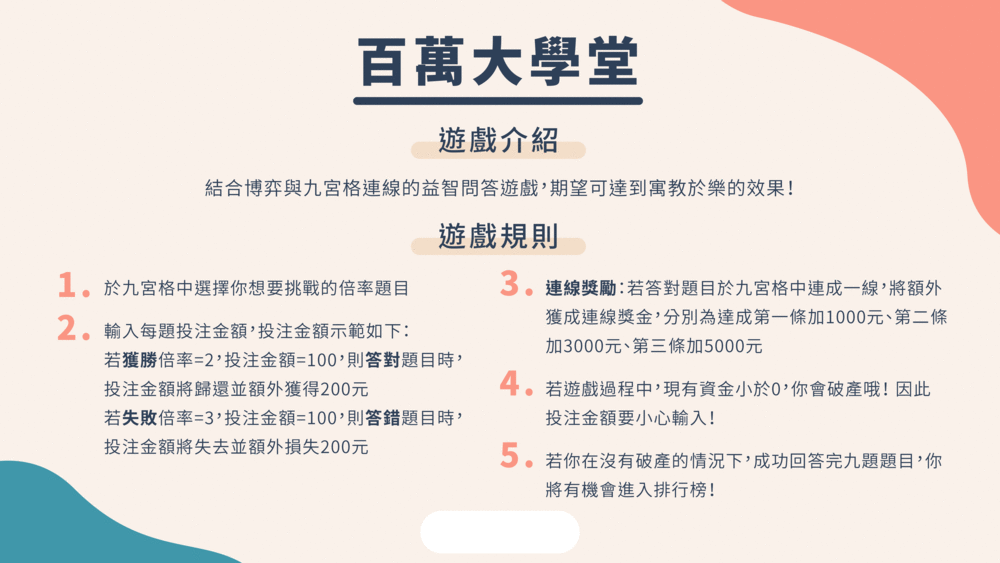 百萬大學堂
遊戲介紹
結合博弈與九宮格連線的益智問答遊戲,期望可達到寓教於樂的效果!
遊戲規則
1. 於九宮格中選擇你想要挑戰的倍率題目
2. 輸入每題投注金額,投注金額示範如下:
若獲勝倍率=2,投注金額=100,則答對題目時,
投注金額將歸還並額外獲得200元
若失敗倍率=3,投注金額=100,則答錯題目時,
投注金額將失去並額外損失200元
3. 連線獎勵:若答對題目於九宮格中連成一線,將額外
獲成連線獎金,分別為達成第一條加1000元、第二條
加3000元、第三條加5000元
4. 若遊戲過程中,現有資金小於0,你會破產哦! 因此
投注金額要小心輸入!
5. 若你在沒有破產的情況下,成功回答完九題題目,你
將有機會進入排行榜!